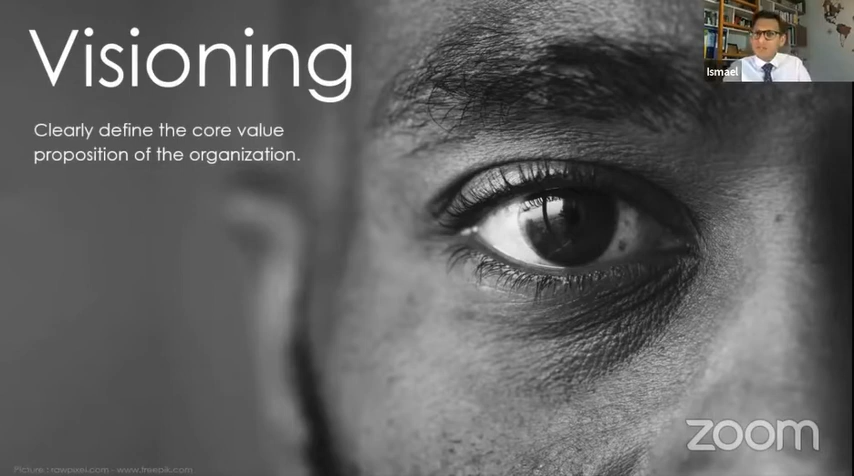 Visioning
Clearly define the core value
proposition of the organization.
Ismael
zoom
Picture : rawpixel.com - www.freepik.com